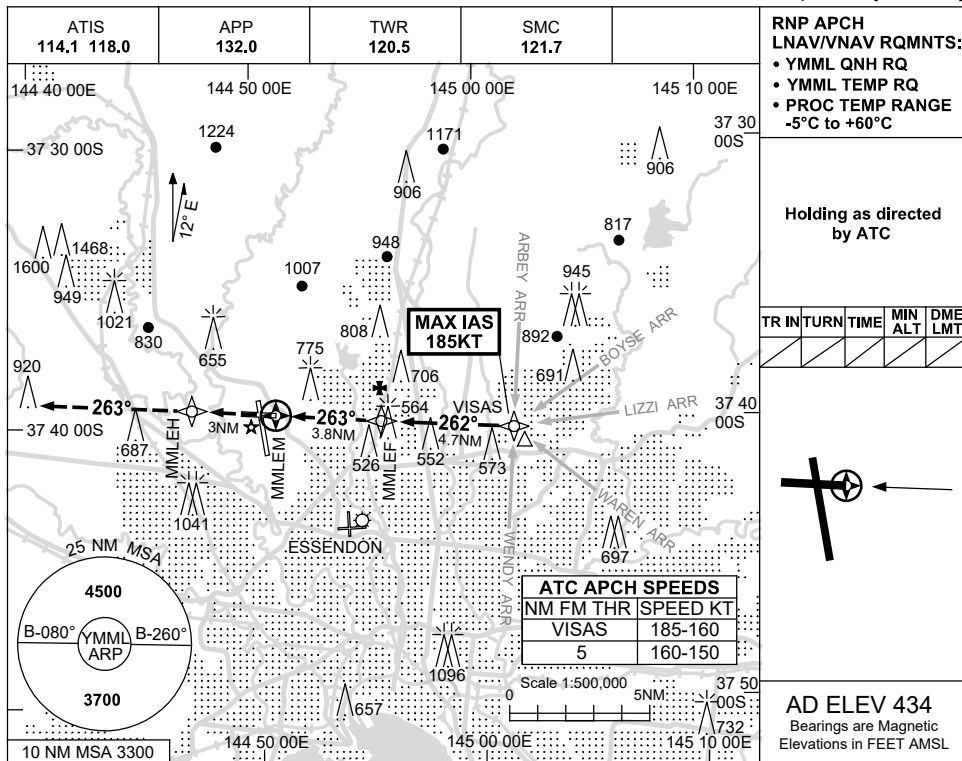 ATIS
114.1 118.0
APP
132.0
TWR
120.5
SMC
121.7
RNP APCH
LNAV/VNAV RQMNTS:
• YMML QNH RQ
• YMML TEMP RQ
• PROC TEMP RANGE
-5°C to +60°C
Holding as directed
by ATC
TR IN TURN TIME MIN ALT DME LMT
AD ELEV 434
Bearings are Magnetic
Elevations in FEET AMSL
144 40 00E
144 50 00E
145 00 00E
145 10 00E
37 30 00S
37 30
00S
1224
1171
906
906
12° E
817
948
1468
1600
949
1007
945
1021
830
808
655
ARBEY ARR
MAX IAS
185KT
892
BOYSE ARR
920
775
706
691
564
VISAS
LIZZI ARR
263°
263°
262°
37 40 00S
37 40
00S
3NM
3.8NM
4.7NM
687
MMLEH
MMLEM
526
MMLEF
552
573
1041
ESSENDON
WENDY ARR
WAREN ARR
697
25 NM MSA
4500
B-080°
YMML
ARP
B-260°
3700
10 NM MSA 3300
ATC APCH SPEEDS
NM FM THR SPEED KT
VISAS 185-160
5 160-150
1096
Scale 1:500,000
0 5NM
657
37 50
00S
732
144 50 00E
145 00 00E
145 10 00E